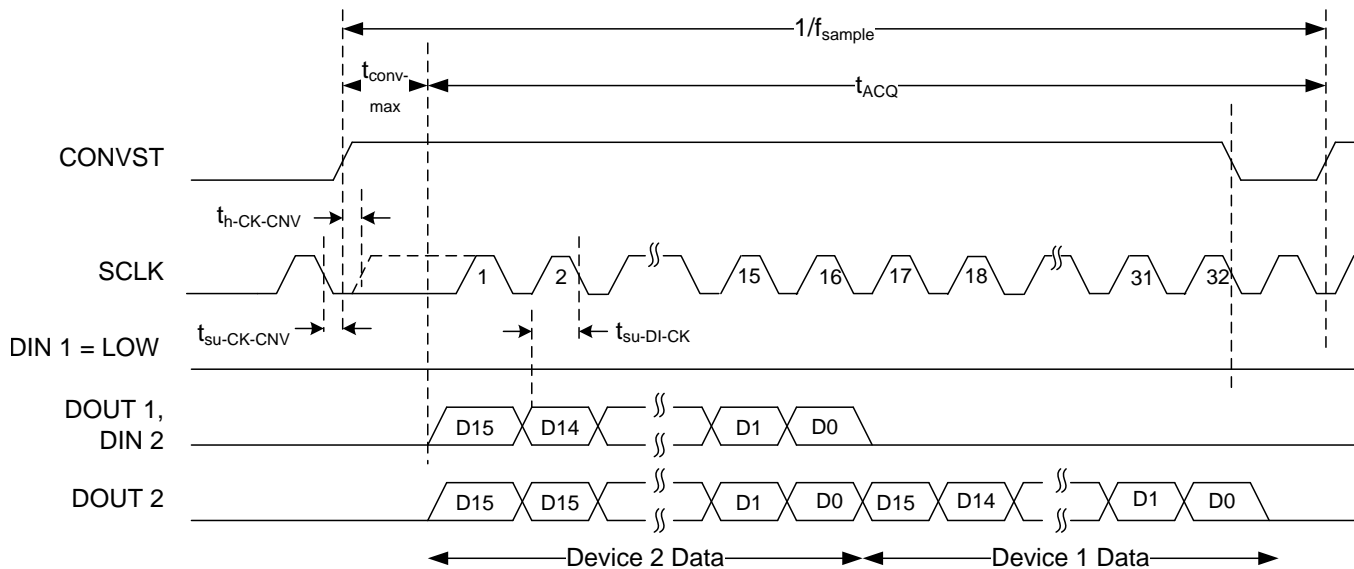 1/fsample
tconv-
max
tACQ
CONVST
th-CK-CNV
SCLK
1 2 15 16 17 18 31 32
tsu-CK-CNV
tsu-DI-CK
DIN 1 = LOW
DOUT 1,
DIN 2
D15 D14 D1 D0
DOUT 2
D15 D15 D1 D0 D15 D14 D1 D0
Device 2 Data Device 1 Data